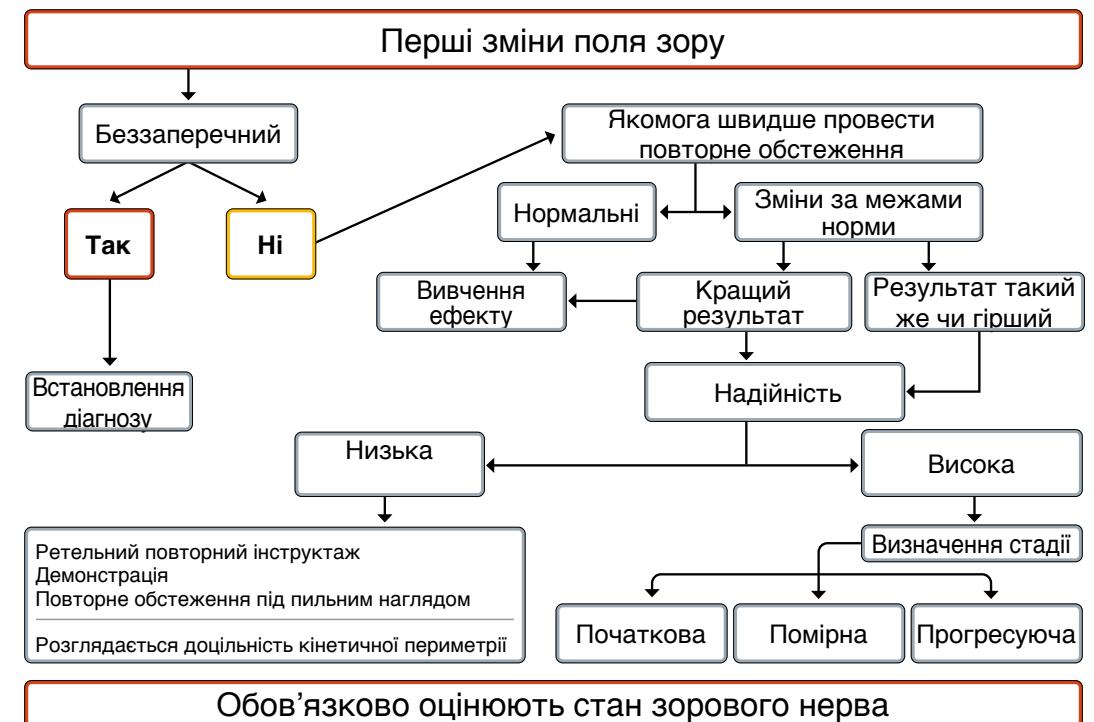 Перші зміни поля зору
Беззаперечний
Якомога швидше провести
повторне обстеження
Так
Ні
Нормальні
Зміни за межами
норми
Вивчення
ефекту
Кращий
результат
Результат такий
же чи гірший
Встановлення
діагнозу
Надійність
Низька
Висока
Ретельний повторний інструктаж
Демонстрація
Повторне обстеження під пильним наглядом
Розглядається доцільність кінетичної периметрії
Визначення стадії
Початкова
Помірна
Прогресуюча
Обов’язково оцінюють стан зорового нерва